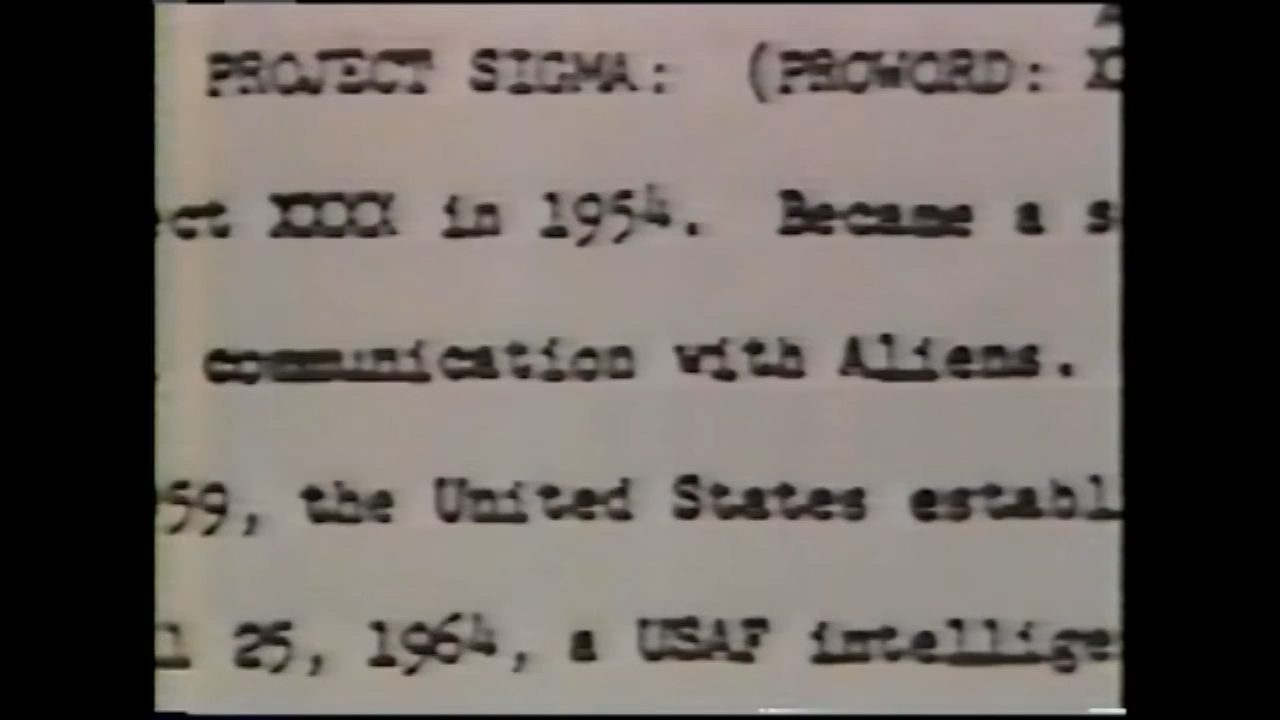 PROJECT SIGMA: (PROWORD: X
ct XXXX in 1954. Became a s
communication with Aliens.
59, the United States establ
l 25, 1964, a USAF intellige